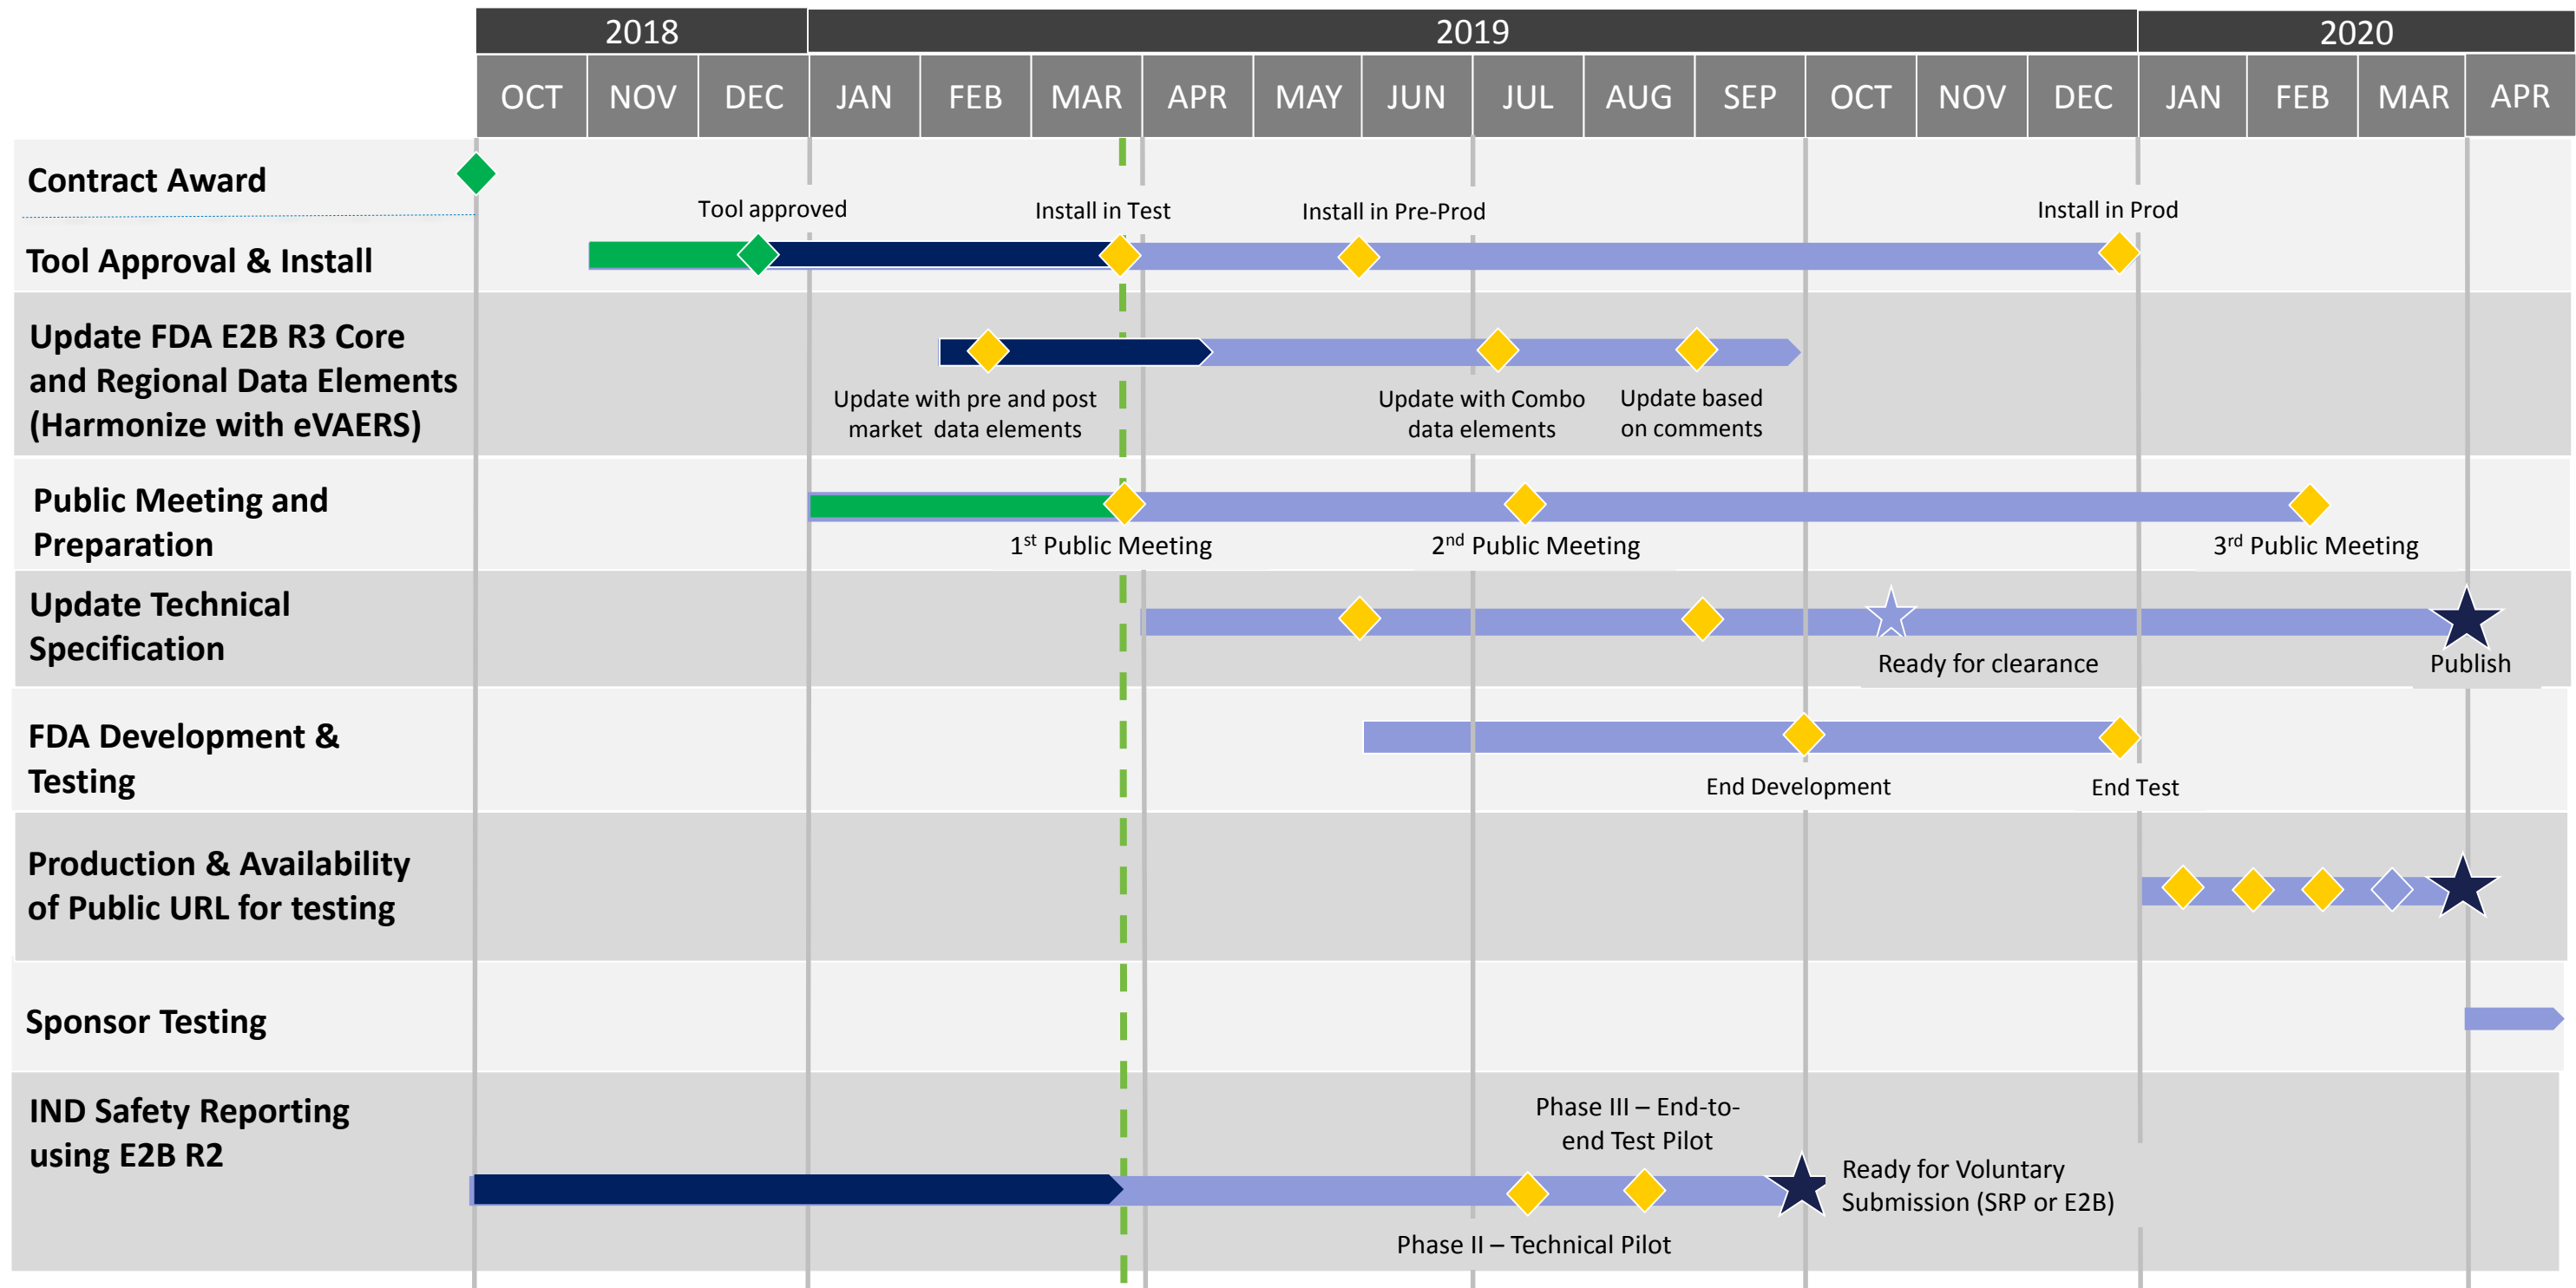 2018 2019 2020
OCT NOV DEC JAN FEB MAR APR MAY JUN JUL AUG SEP OCT NOV DEC JAN FEB MAR APR
Contract Award
Tool approved Install in Test Install in Pre-Prod Install in Prod
Tool Approval & Install
Update FDA E2B R3 Core
and Regional Data Elements
(Harmonize with eVAERS)
Update with pre and post
market data elements
Update with Combo
data elements
Update based
on comments
Public Meeting and
Preparation
1st Public Meeting 2nd Public Meeting 3rd Public Meeting
Update Technical
Specification
Ready for clearance Publish
FDA Development &
Testing
End Development End Test
Production & Availability
of Public URL for testing
Sponsor Testing
IND Safety Reporting
using E2B R2
Phase III – End-to-
end Test Pilot
Ready for Voluntary
Submission (SRP or E2B)
Phase II – Technical Pilot